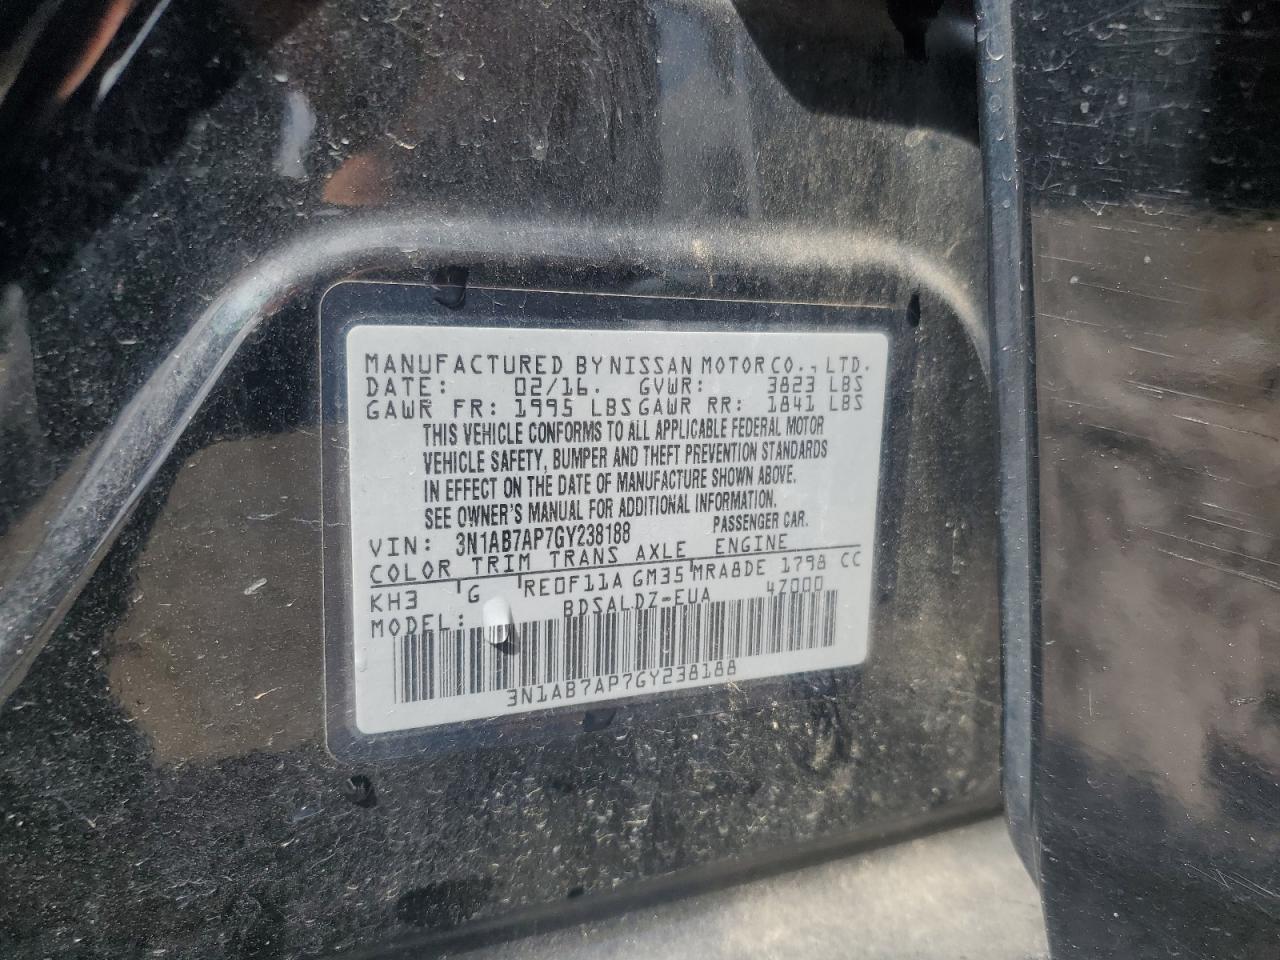 MANUFACTURED BY NISSAN MOTOR CO., LTD.
DATE: 02/16. GVWR: 3823 LBS
GAWR FR: 1995 LBS GAWR RR: 1841 LBS
THIS VEHICLE CONFORMS TO ALL APPLICABLE FEDERAL MOTOR
VEHICLE SAFETY, BUMPER AND THEFT PREVENTION STANDARDS
IN EFFECT ON THE DATE OF MANUFACTURE SHOWN ABOVE.
SEE OWNER'S MANUAL FOR ADDITIONAL INFORMATION.
VIN: 3N1AB7AP7GY238188 PASSENGER CAR.
COLOR TRIM TRANS AXLE ENGINE
KH3 G RE0F11A GM35 MRA8DE 1798 CC
MODEL: BDSALDZ-EUA 47000
3N1AB7AP7GY238188